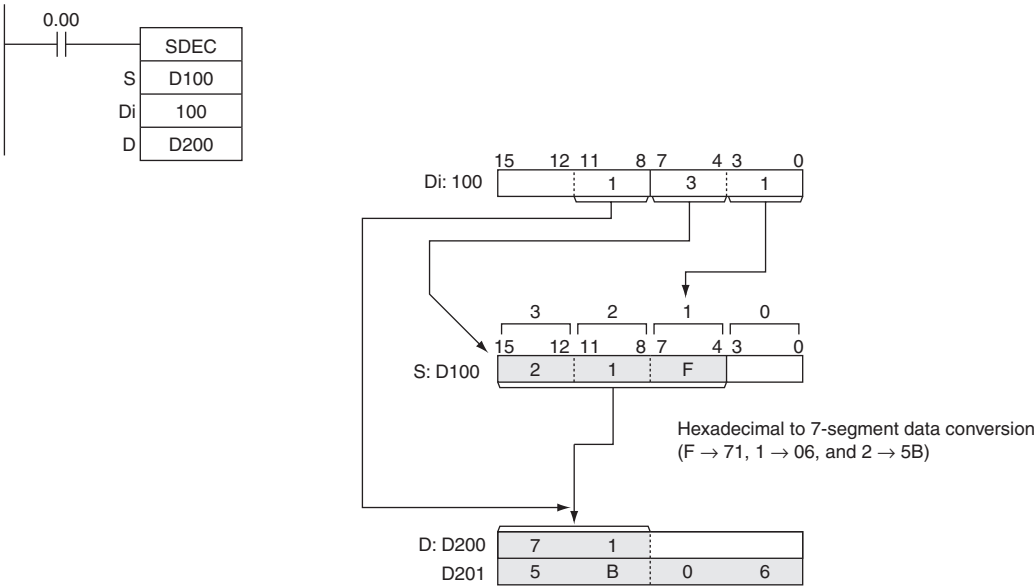 0.00
SDEC
S D100
Di 100
D D200
15 12 11 8 7 4 3 0
Di: 100 1 3 1
3 2 1 0
15 12 11 8 7 4 3 0
S: D100 2 1 F
Hexadecimal to 7-segment data conversion
(F → 71, 1 → 06, and 2 → 5B)
D: D200 7 1
D201 5 B 0 6